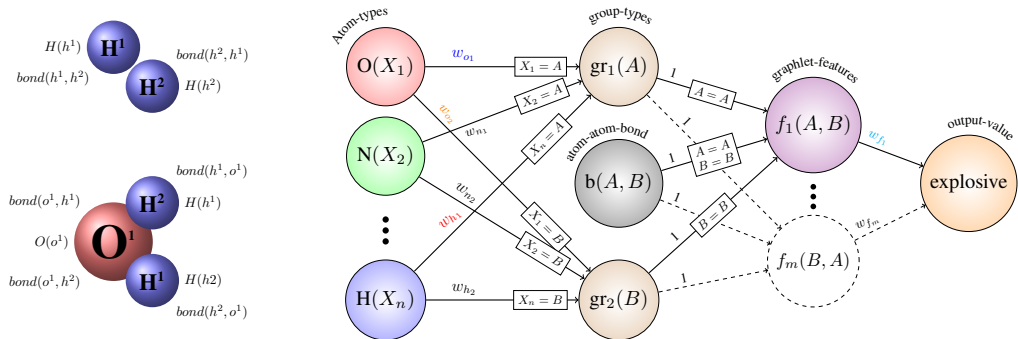 H(h¹)
H¹
bond(h², h¹)
bond(h¹, h²)
H²
H(h²)
bond(h¹, o¹)
bond(o¹, h¹)
H²
H(h¹)
O(o¹)
O¹
bond(o¹, h²)
H¹
H(h2)
bond(h², o¹)
Atom-types
group-types
O(X₁)
w_{o₁}
X₁ = A
gr₁(A)
1
A = A
graphlet-features
w_{o₂}
w_{n₁}
X₂ = A
1
f₁(A, B)
output-value
N(X₂)
X_n = A
atom-atom-bond
1
A = A
B = B
w_{f₁}
w_{n₂}
b(A, B)
1
explosive
w_{h₁}
X₁ = B
X₂ = B
B = B
1
w_{f_m}
f_m(B, A)
H(X_n)
w_{h₂}
X_n = B
gr₂(B)
1